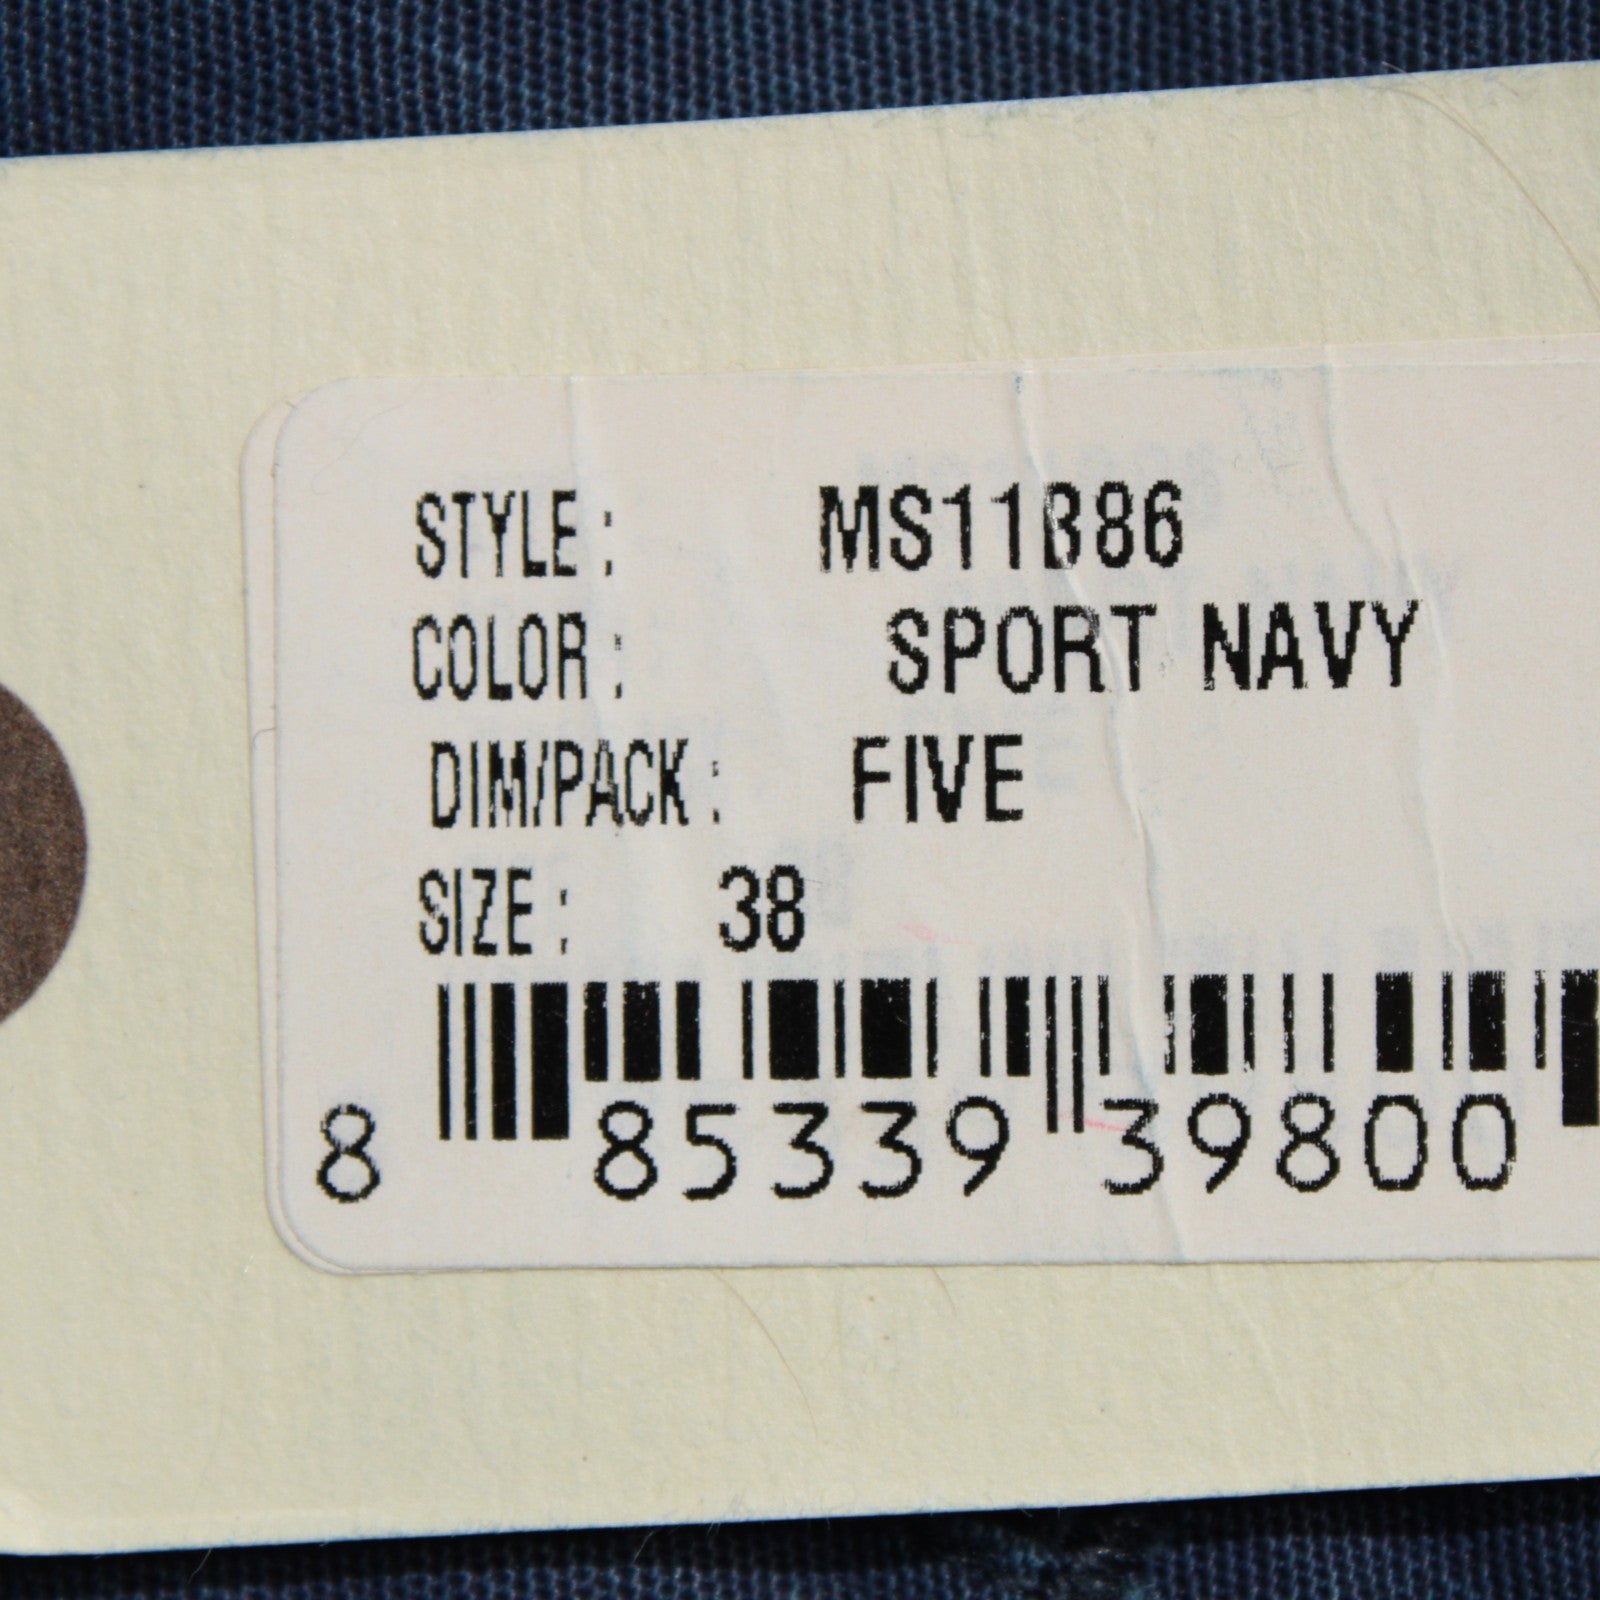 STYLE: MS11B86
COLOR: SPORT NAVY
DIM/PACK: FIVE
SIZE: 38
8 85339 39800